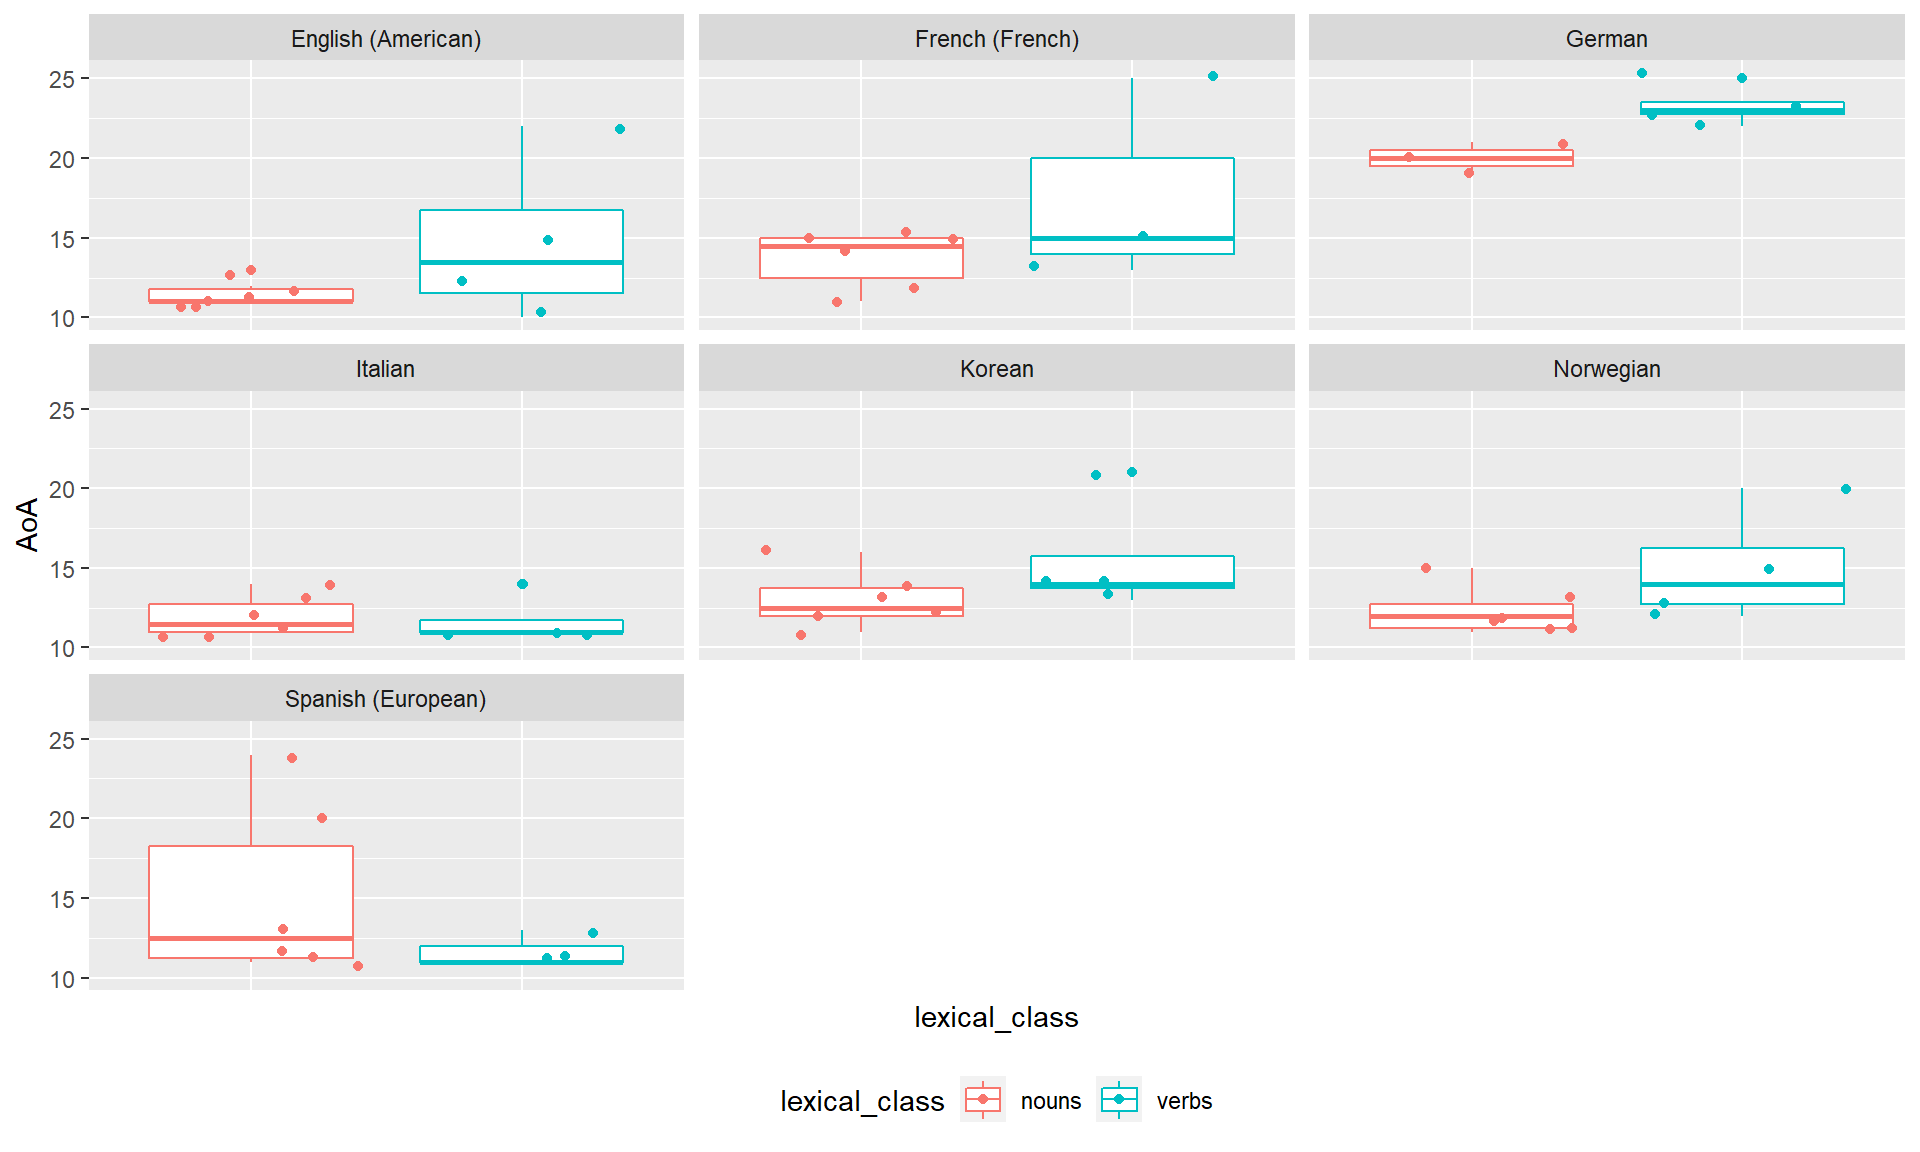 English (American) French (French) German
25
20
15
10
Italian Korean Norwegian
25
20
15
10
AoA
Spanish (European)
25
20
15
10
lexical_class
lexical_class nouns verbs